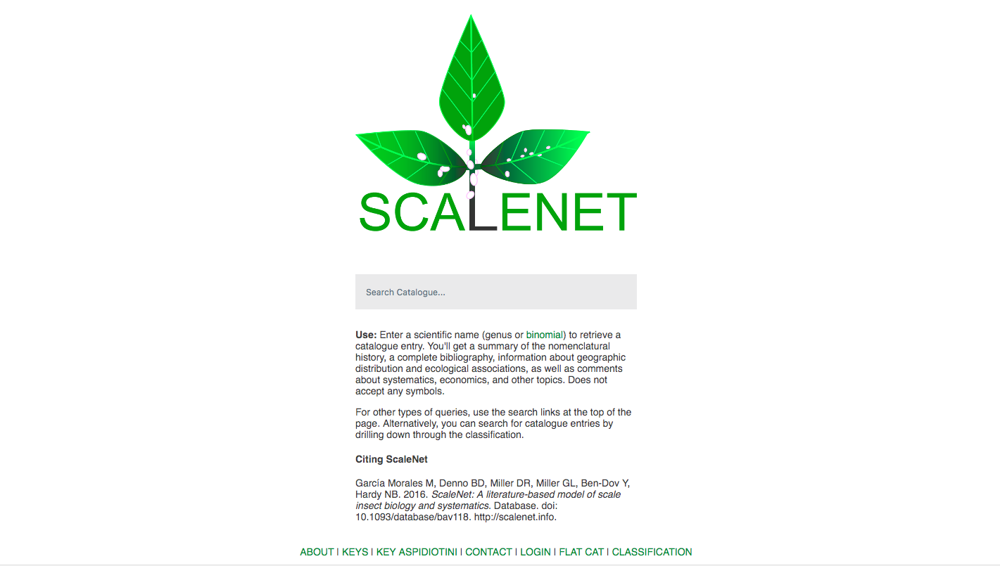 SCALENET
Search Catalogue...
Use: Enter a scientific name (genus or binomial) to retrieve a
catalogue entry. You'll get a summary of the nomenclatural
history, a complete bibliography, information about geographic
distribution and ecological associations, as well as comments
about systematics, economics, and other topics. Does not
accept any symbols.
For other types of queries, use the search links at the top of the
page. Alternatively, you can search for catalogue entries by
drilling down through the classification.
Citing ScaleNet
García Morales M, Denno BD, Miller DR, Miller GL, Ben-Dov Y,
Hardy NB. 2016. ScaleNet: A literature-based model of scale
insect biology and systematics. Database. doi:
10.1093/database/bav118. http://scalenet.info.
ABOUT | KEYS | KEY ASPIDIOTINI | CONTACT | LOGIN | FLAT CAT | CLASSIFICATION